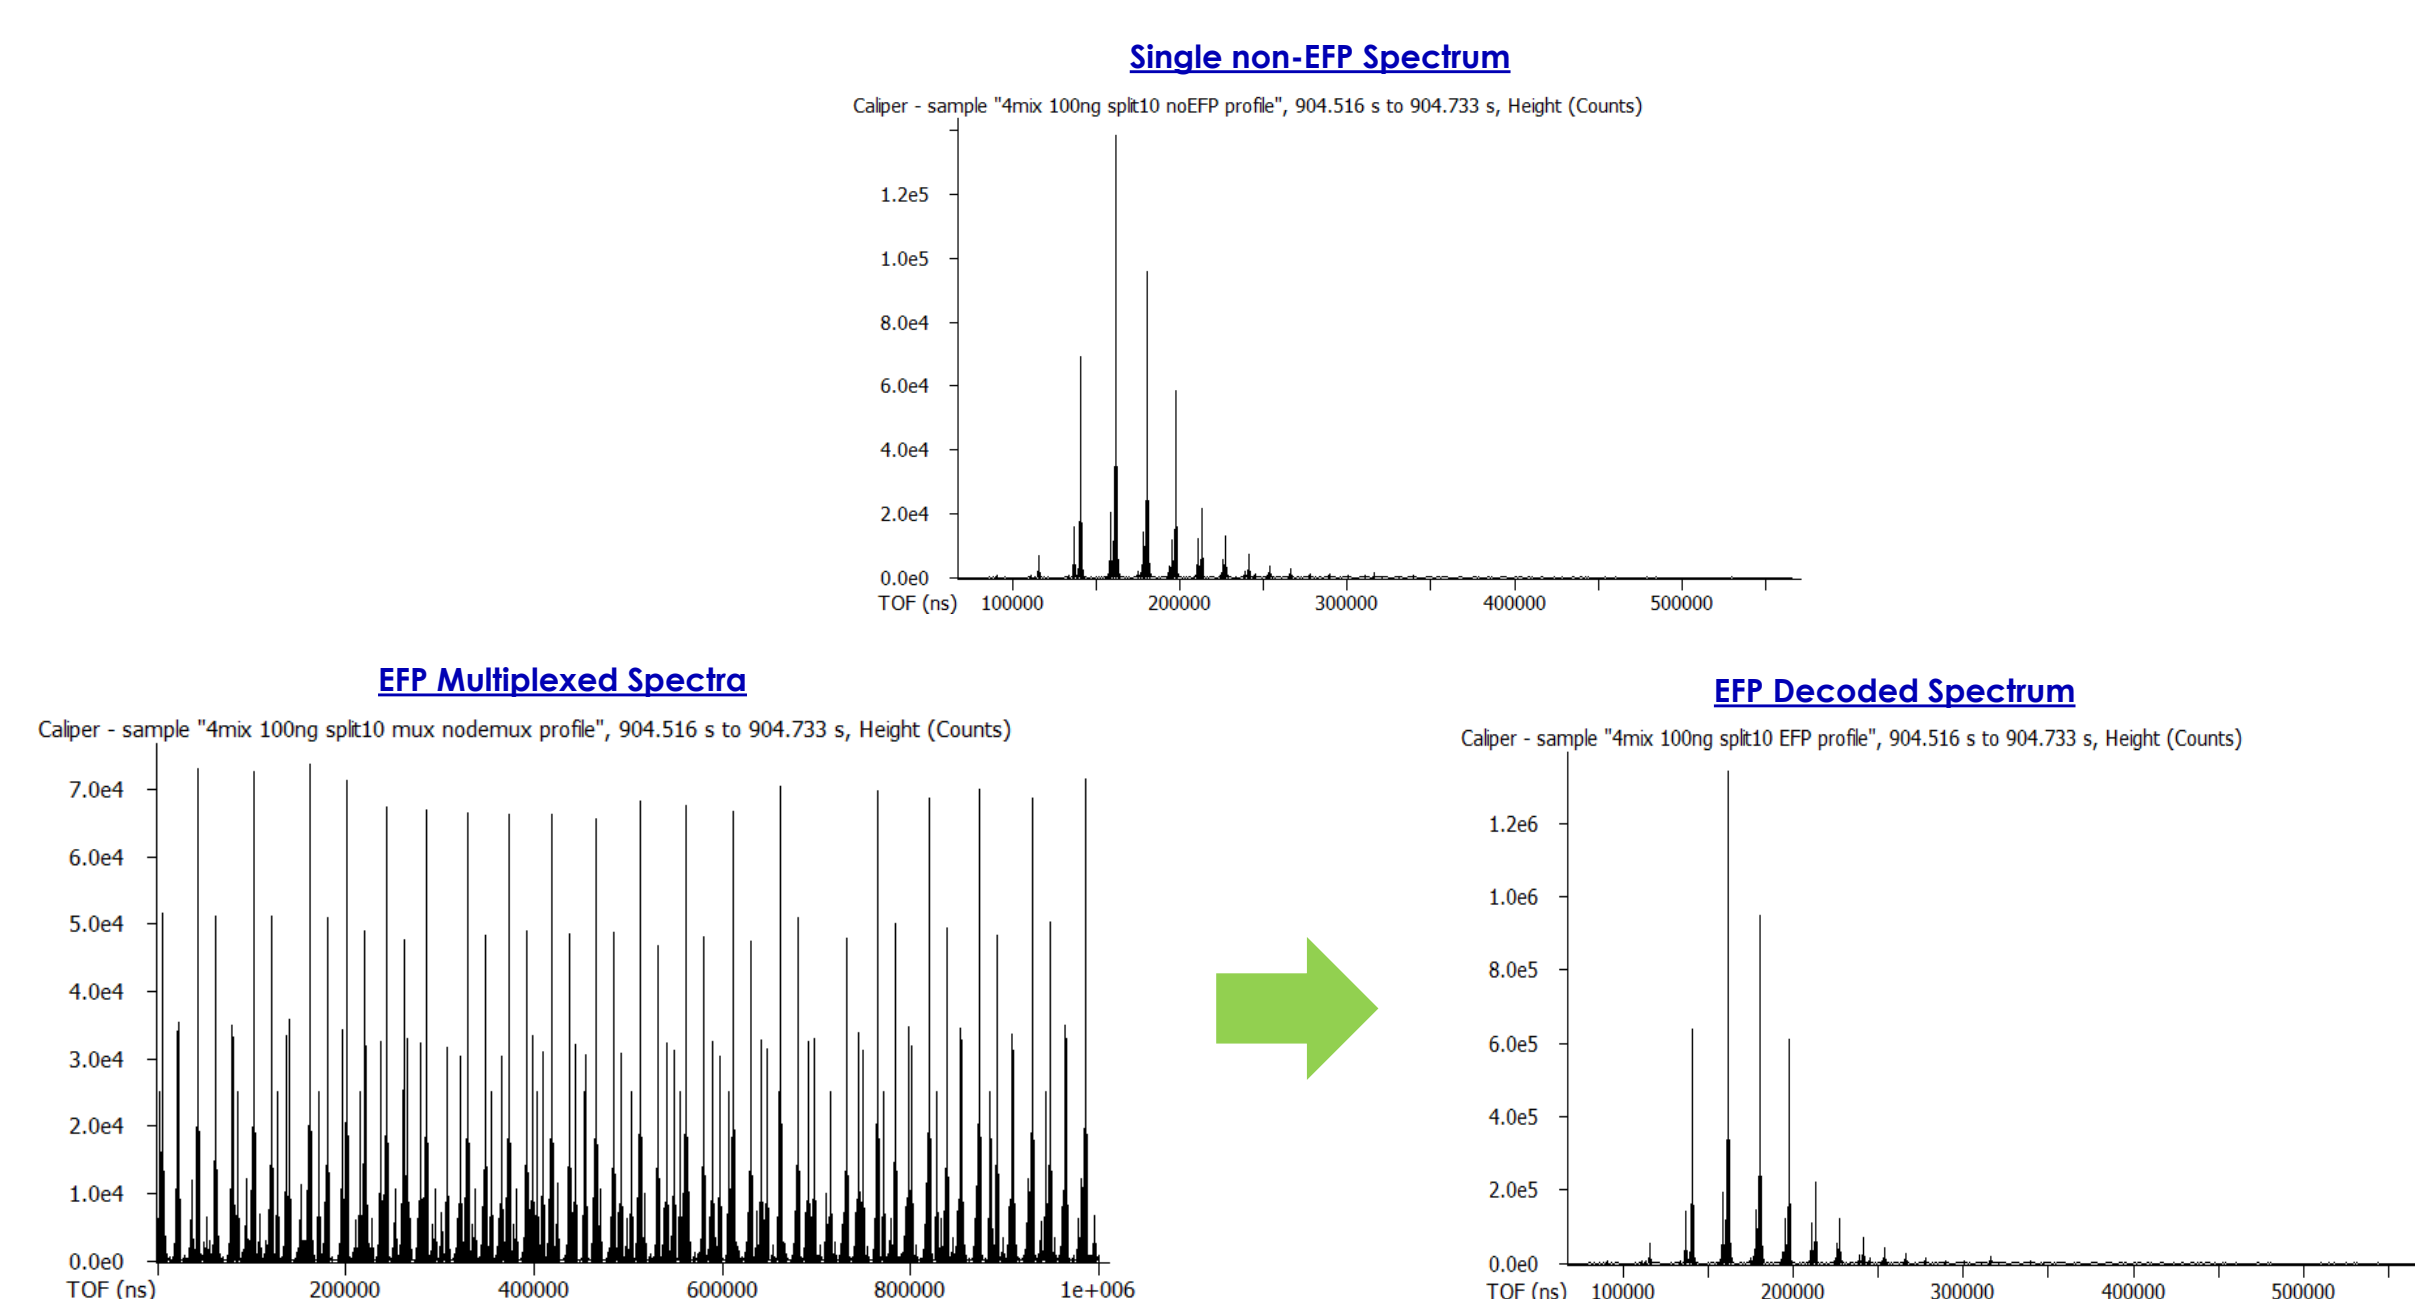 Single non-EFP Spectrum
Caliper - sample "4mix 100ng split10 noEFP profile", 904.516 s to 904.733 s, Height (Counts)
1.2e5
1.0e5
8.0e4
6.0e4
4.0e4
2.0e4
0.0e0
TOF (ns) 100000 200000 300000 400000 500000
EFP Multiplexed Spectra
Caliper - sample "4mix 100ng split10 mux nodemux profile", 904.516 s to 904.733 s, Height (Counts)
7.0e4
6.0e4
5.0e4
4.0e4
3.0e4
2.0e4
1.0e4
0.0e0
TOF (ns) 200000 400000 600000 800000 1e+006
EFP Decoded Spectrum
Caliper - sample "4mix 100ng split10 EFP profile", 904.516 s to 904.733 s, Height (Counts)
1.2e6
1.0e6
8.0e5
6.0e5
4.0e5
2.0e5
0.0e0
TOF (ns) 100000 200000 300000 400000 500000